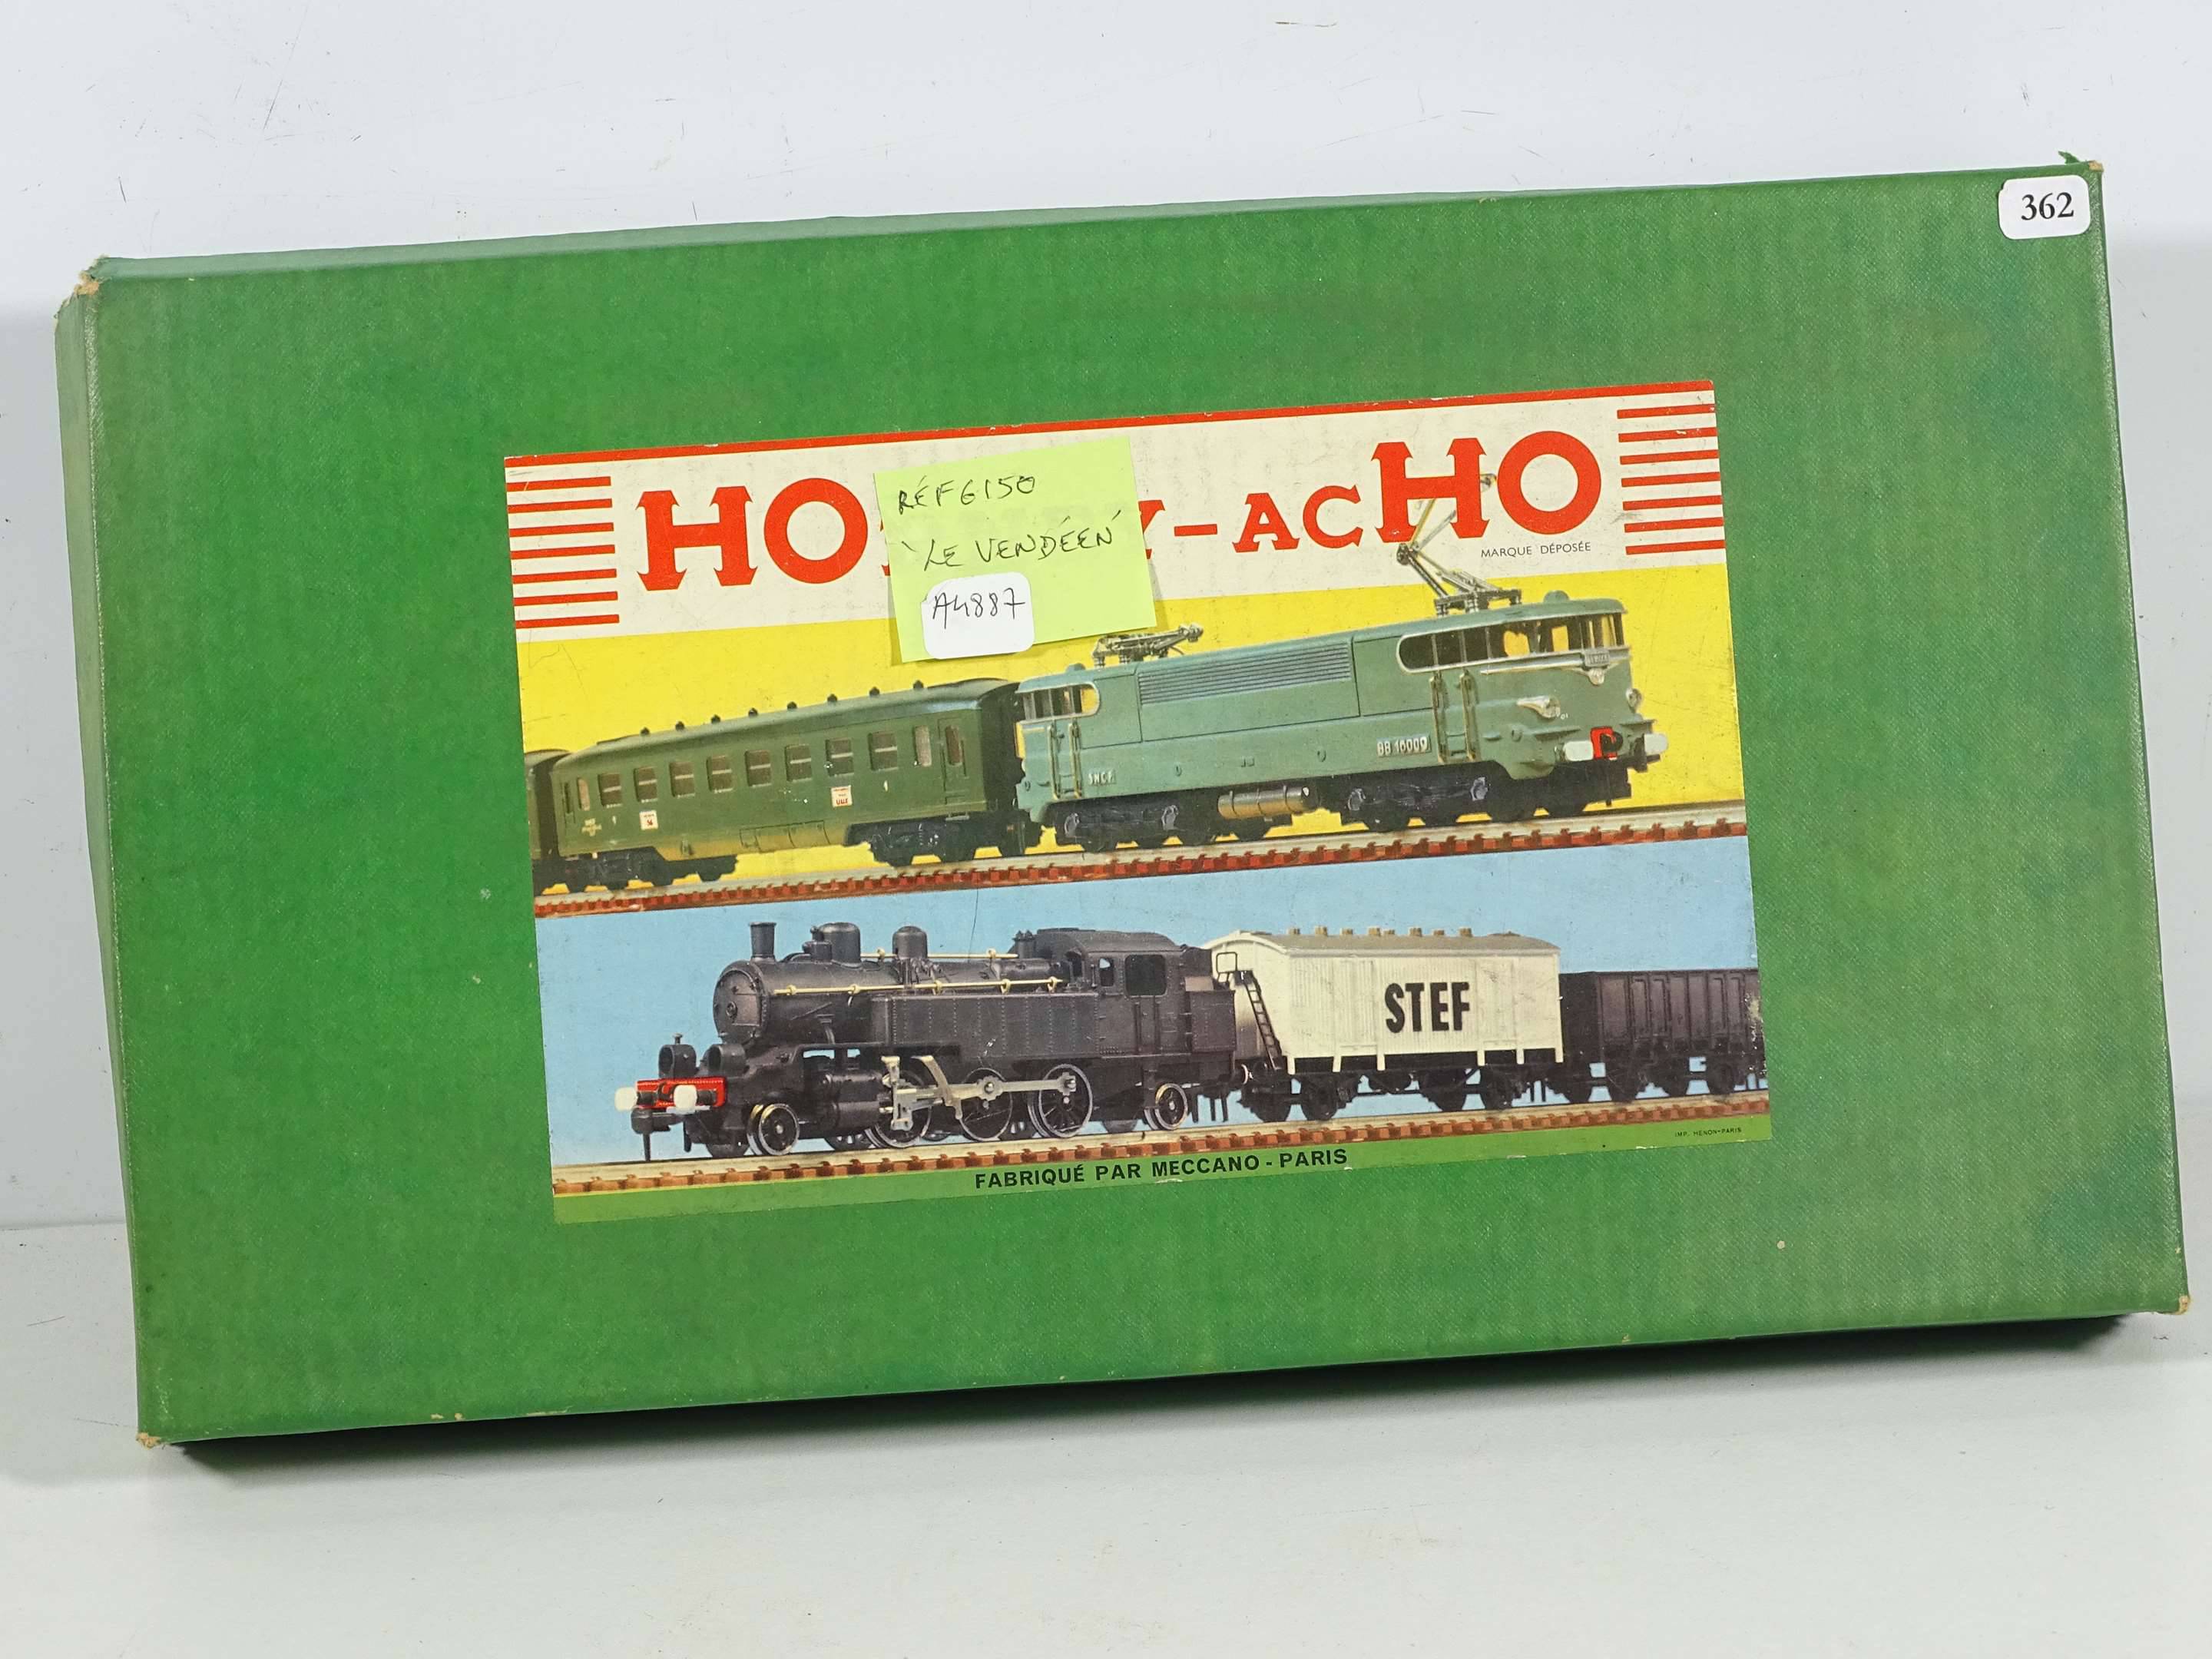 362
HO Y-ACHO
MARQUE DÉPOSÉE
RÉF 6150
'LE VENDÉEN'
A4887
BB 16009
SNCF
STEF
IMP. HENON-PARIS
FABRIQUÉ PAR MECCANO - PARIS